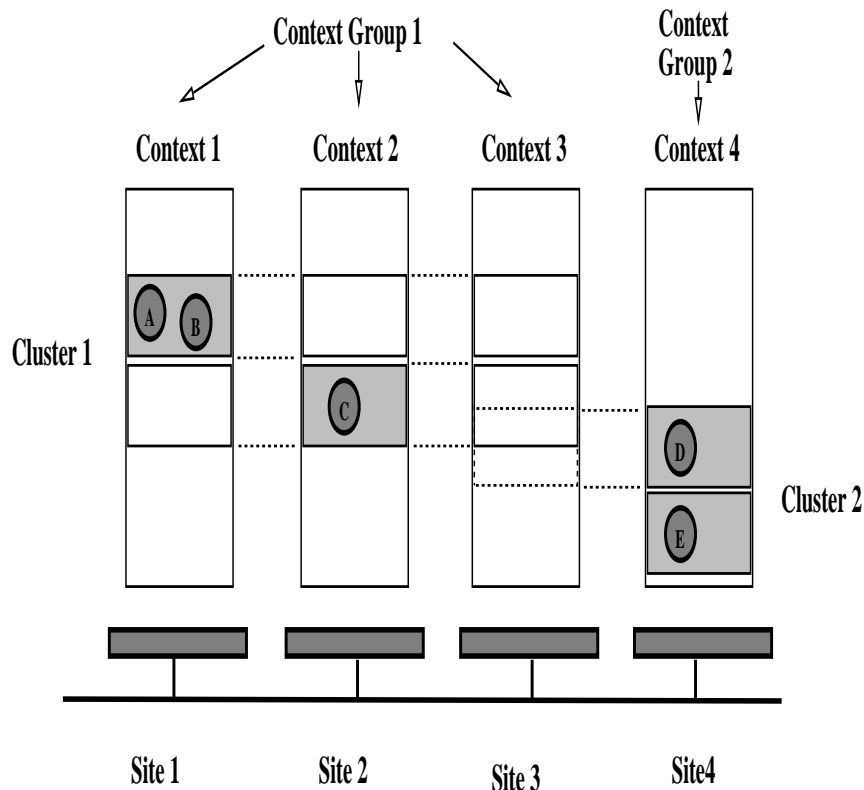 Context Group 1
Context
Group 2
Context 1
Context 2
Context 3
Context 4
A
B
Cluster 1
C
D
Cluster 2
E
Site 1
Site 2
Site 3
Site4